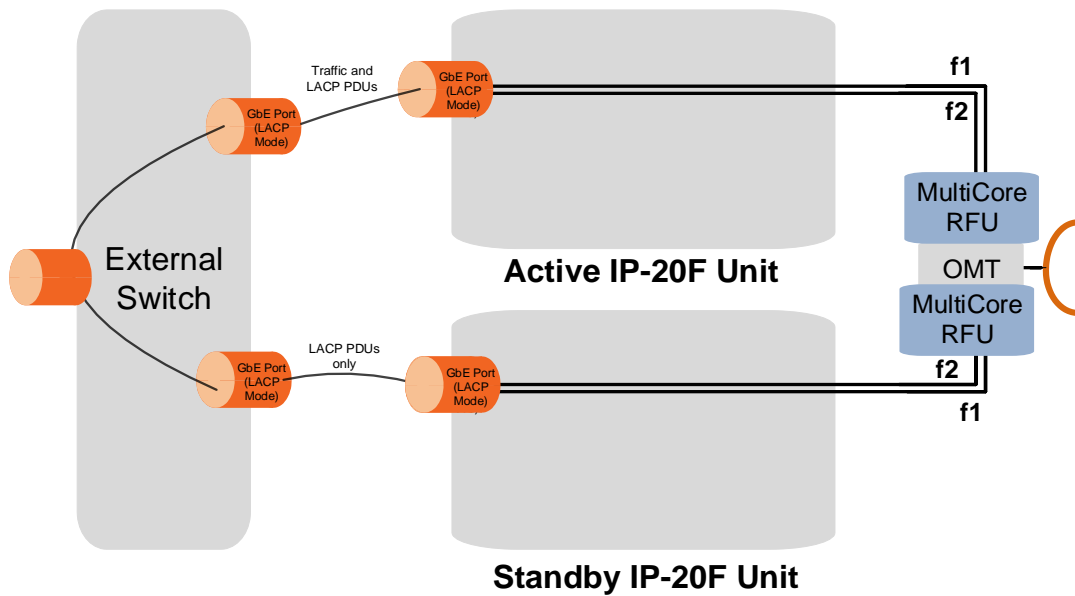 Traffic and
LACP PDUs
GbE Port
(LACP
Mode)
GbE Port
(LACP
Mode)
f1
f2
MultiCore
RFU
External
Switch
Active IP-20F Unit
OMT
MultiCore
RFU
LACP PDUs
only
GbE Port
(LACP
Mode)
GbE Port
(LACP
Mode)
f2
f1
Standby IP-20F Unit